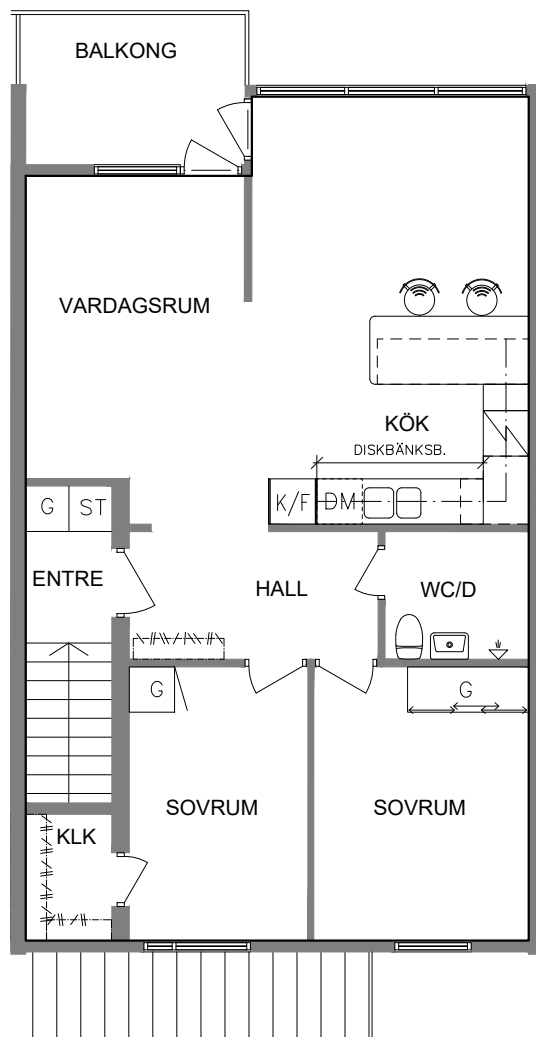 BALKONG
VARDAGSRUM
KÖK
DISKBÄNKSB.
G ST K/F DM
ENTRE HALL WC/D
G G
SOVRUM SOVRUM
KLK